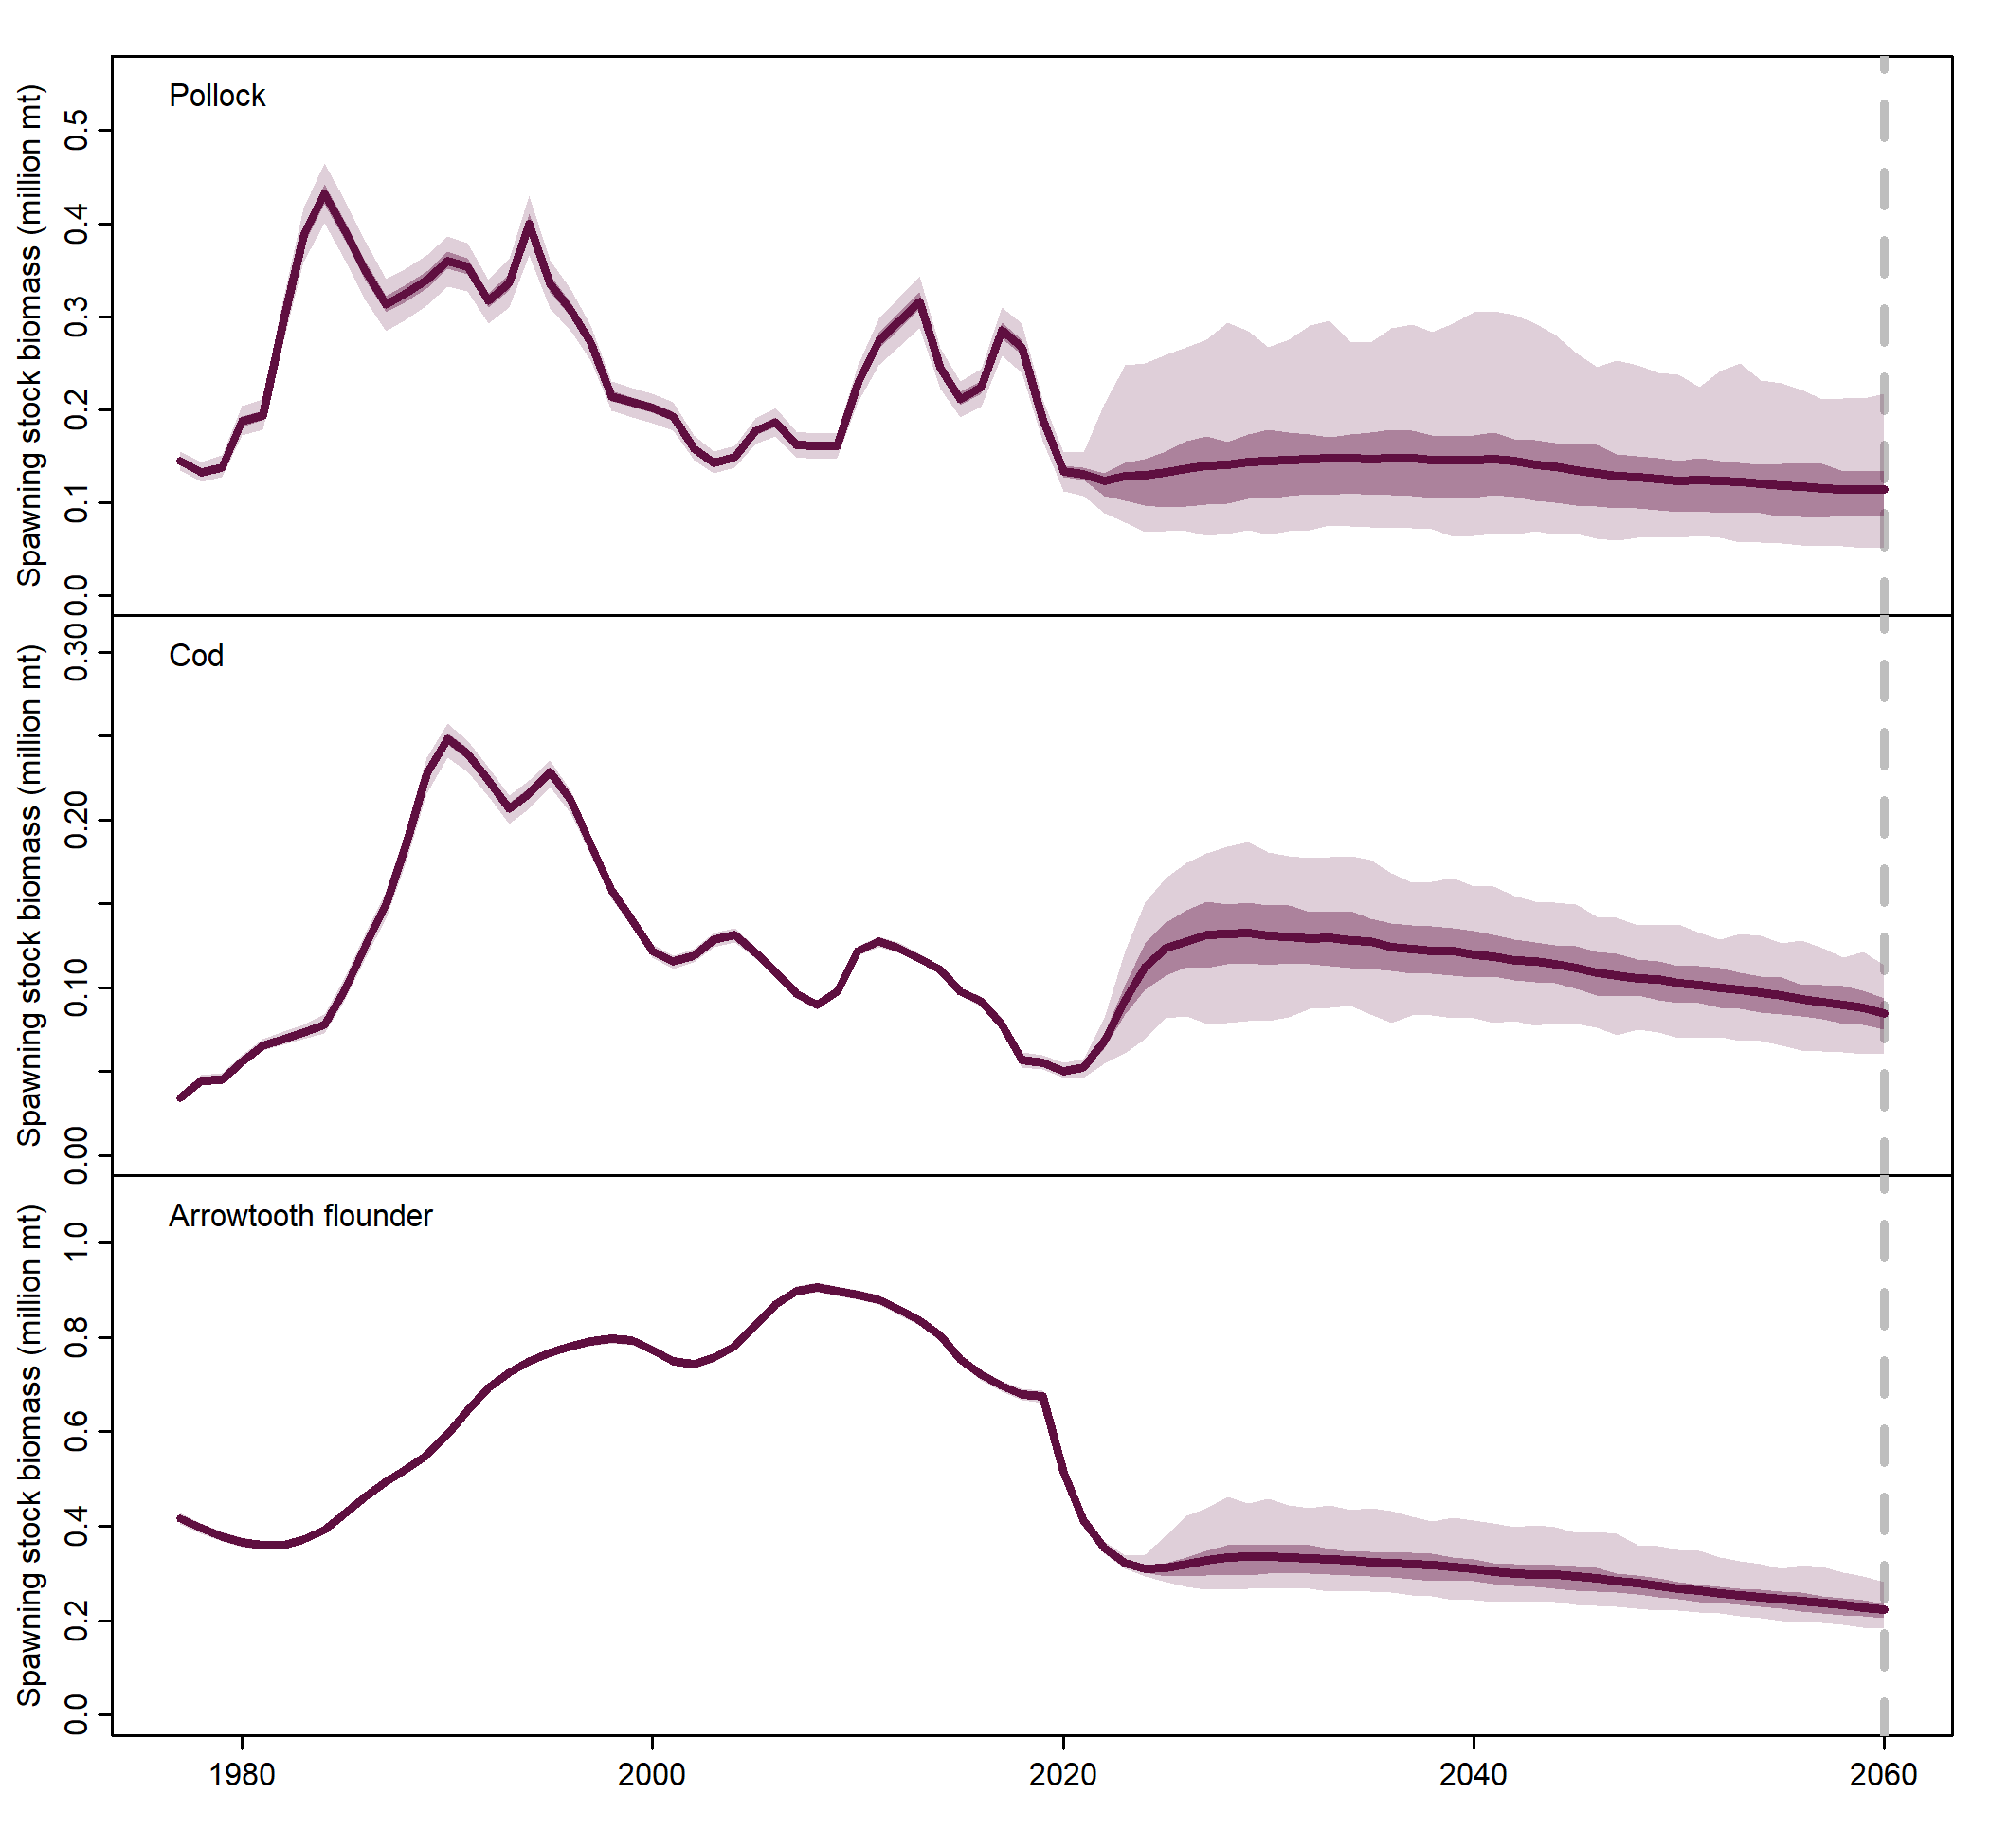 Pollock
Spawning stock biomass (million mt)
0.5
0.4
0.3
0.2
0.1
0.0
Cod
Spawning stock biomass (million mt)
0.30
0.20
0.10
0.00
Arrowtooth flounder
Spawning stock biomass (million mt)
1.0
0.8
0.6
0.4
0.2
0.0
1980 2000 2020 2040 2060